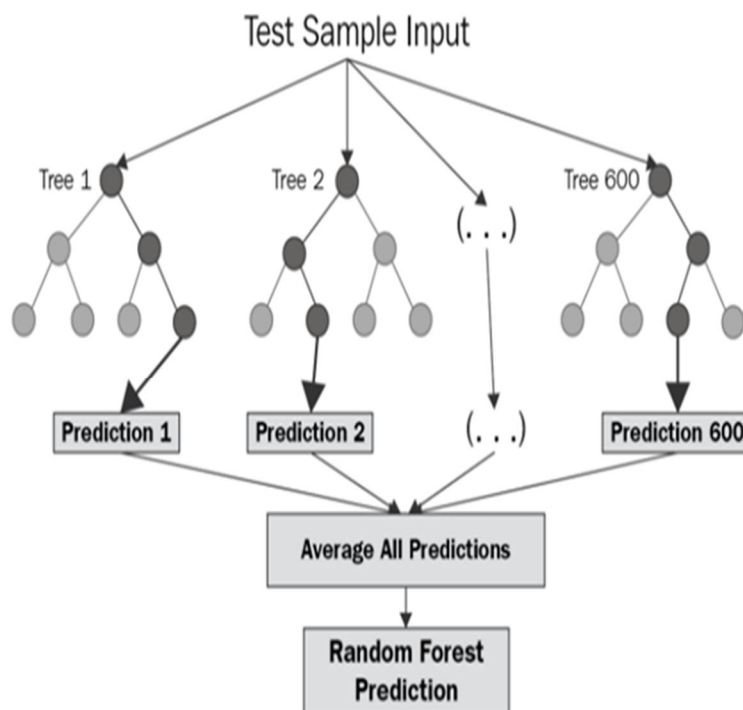 Test Sample Input
Tree 1
Tree 2
(. . .)
Tree 600
Prediction 1
Prediction 2
(. . .)
Prediction 600
Average All Predictions
Random Forest
Prediction